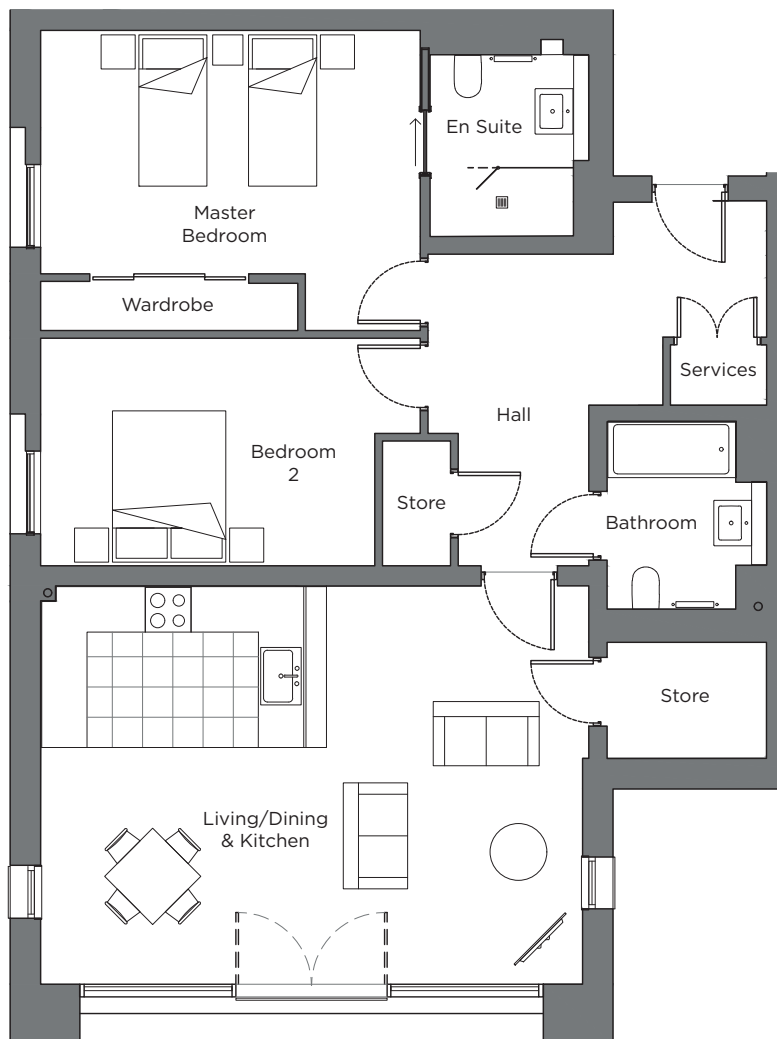 En Suite
Master
Bedroom
Wardrobe
Services
Hall
Bedroom
2
Store
Bathroom
Store
Living/Dining
& Kitchen